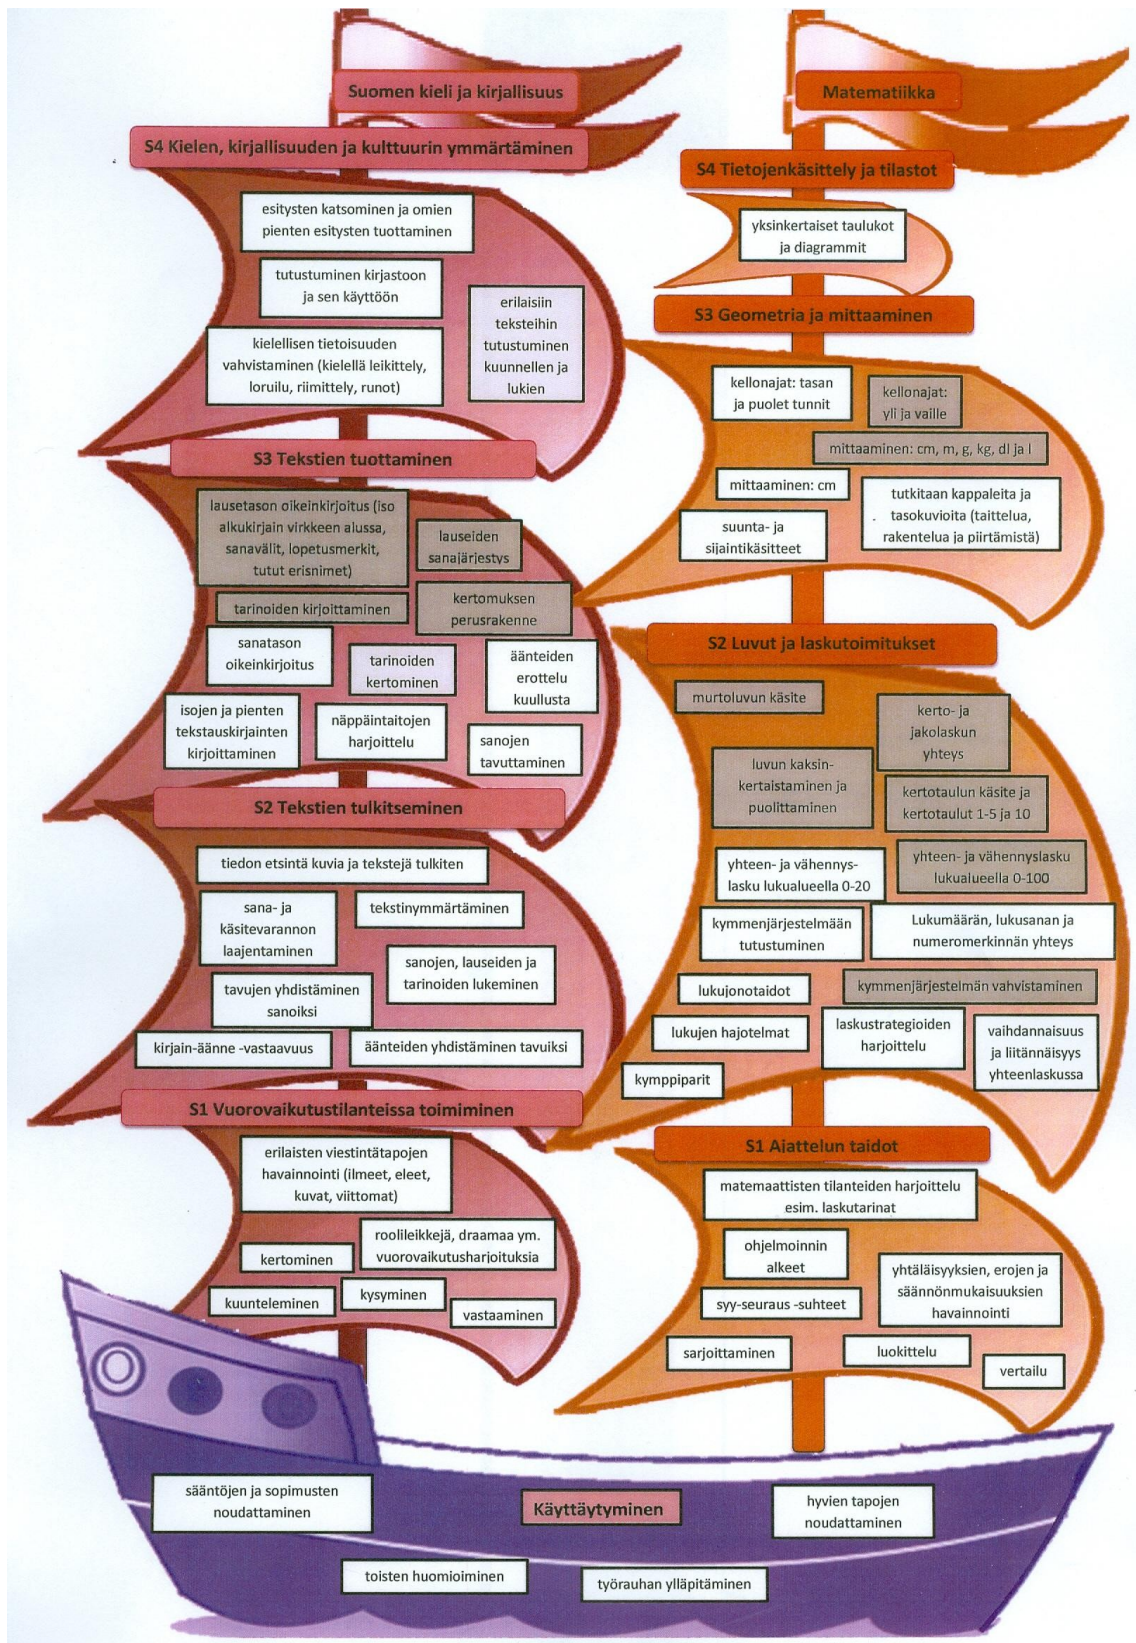 Suomen kieli ja kirjallisuus
S4 Kielen, kirjallisuuden ja kulttuurin ymmärtäminen
esitysten katsominen ja omien
pienten esitysten tuottaminen
tutustuminen kirjastoon
ja sen käyttöön
erilaisiin
teksteihin
tutustuminen
kuunnellen ja
lukien
kielellisen tietoisuuden
vahvistaminen (kielellä leikittely,
loruilu, riimittely, runot)
S3 Tekstien tuottaminen
lausetason oikeinkirjoitus (iso
alkukirjain virkkeen alussa,
sanavälit, lopetusmerkit,
tutut erisnimet)
lauseiden
sanajärjestys
tarinoiden kirjoittaminen
kertomuksen
perusrakenne
sanatason
oikeinkirjoitus
tarinoiden
kertominen
äänteiden
erottelu
kuullusta
isojen ja pienten
tekstauskirjainten
kirjoittaminen
näppäintaitojen
harjoittelu
sanojen
tavuttaminen
S2 Tekstien tulkitseminen
tiedon etsintä kuvia ja tekstejä tulkiten
sana- ja
käsitevarannon
laajentaminen
tekstinymmärtäminen
sanojen, lauseiden ja
tarinoiden lukeminen
tavujen yhdistäminen
sanoiksi
kirjain-äänne -vastaavuus
äänteiden yhdistäminen tavuiksi
S1 Vuorovaikutustilanteissa toimiminen
erilaisten viestintätapojen
havainnointi (ilmeet, eleet,
kuvat, viittomat)
roolileikkejä, draamaa ym.
vuorovaikutusharjoituksia
kertominen
kysyminen
kuunteleminen
vastaaminen
Matematiikka
S4 Tietojenkäsittely ja tilastot
yksinkertaiset taulukot
ja diagrammit
S3 Geometria ja mittaaminen
kellonajat: tasan
ja puolet tunnit
kellonajat:
yli ja vaille
mittaaminen: cm, m, g, kg, dl ja l
mittaaminen: cm
tutkitaan kappaleita ja
tasokuvioita (taittelua,
rakentelua ja piirtämistä)
suunta- ja
sijaintikäsitteet
S2 Luvut ja laskutoimitukset
murtoluvun käsite
kerto- ja
jakolaskun
yhteys
luvun kaksin-
kertaistaminen ja
puolittaminen
kertotaulun käsite ja
kertotaulut 1-5 ja 10
yhteen- ja vähennys-
lasku lukualueella 0-20
yhteen- ja vähennyslasku
lukualueella 0-100
kymmenjärjestelmään
tutustuminen
Lukumäärän, lukusanan ja
numeromerkinnän yhteys
lukujonotaidot
kymmenjärjestelmän vahvistaminen
lukujen hajotelmat
laskustrategioiden
harjoittelu
vaihdannaisuus
ja liitännäisyys
yhteenlaskussa
kymppiparit
S1 Ajattelun taidot
matemaattisten tilanteiden harjoittelu
esim. laskutarinat
ohjelmoinnin
alkeet
yhtäläisyyksien, erojen ja
säännönmukaisuuksien
havainnointi
syy-seuraus -suhteet
sarjoittaminen
luokittelu
vertailu
sääntöjen ja sopimusten
noudattaminen
Käyttäytyminen
hyvien tapojen
noudattaminen
toisten huomioiminen
työrauhan ylläpitäminen